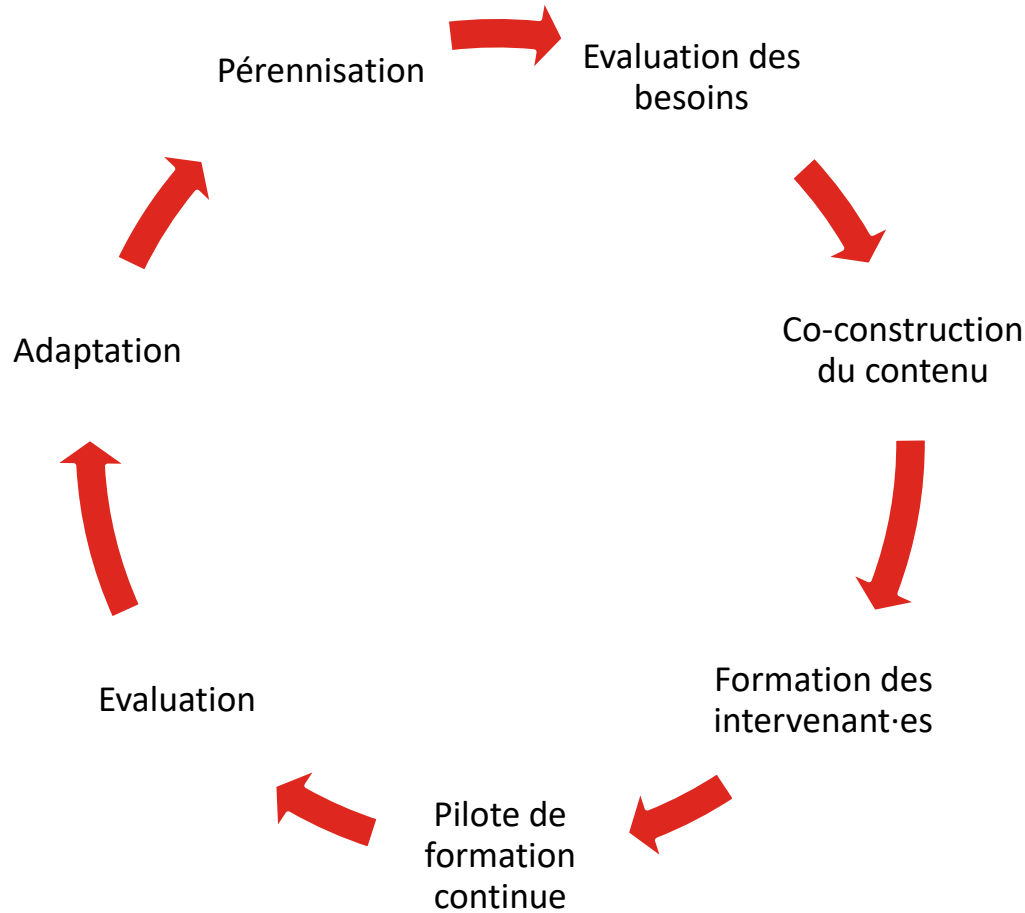 Pérennisation
Evaluation des
besoins
Co-construction
du contenu
Formation des
intervenant·es
Pilote de
formation
continue
Evaluation
Adaptation